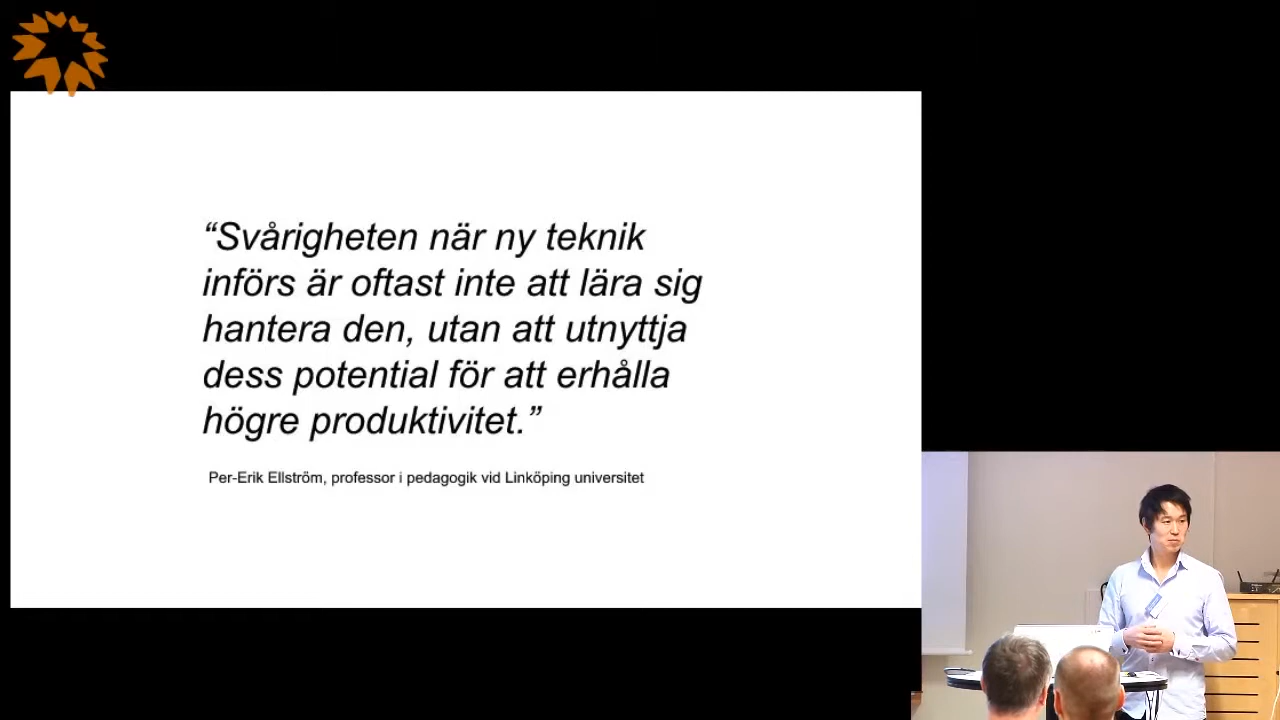 “Svårigheten när ny teknik
införs är oftast inte att lära sig
hantera den, utan att utnyttja
dess potential för att erhålla
högre produktivitet.”
Per-Erik Ellström, professor i pedagogik vid Linköping universitet